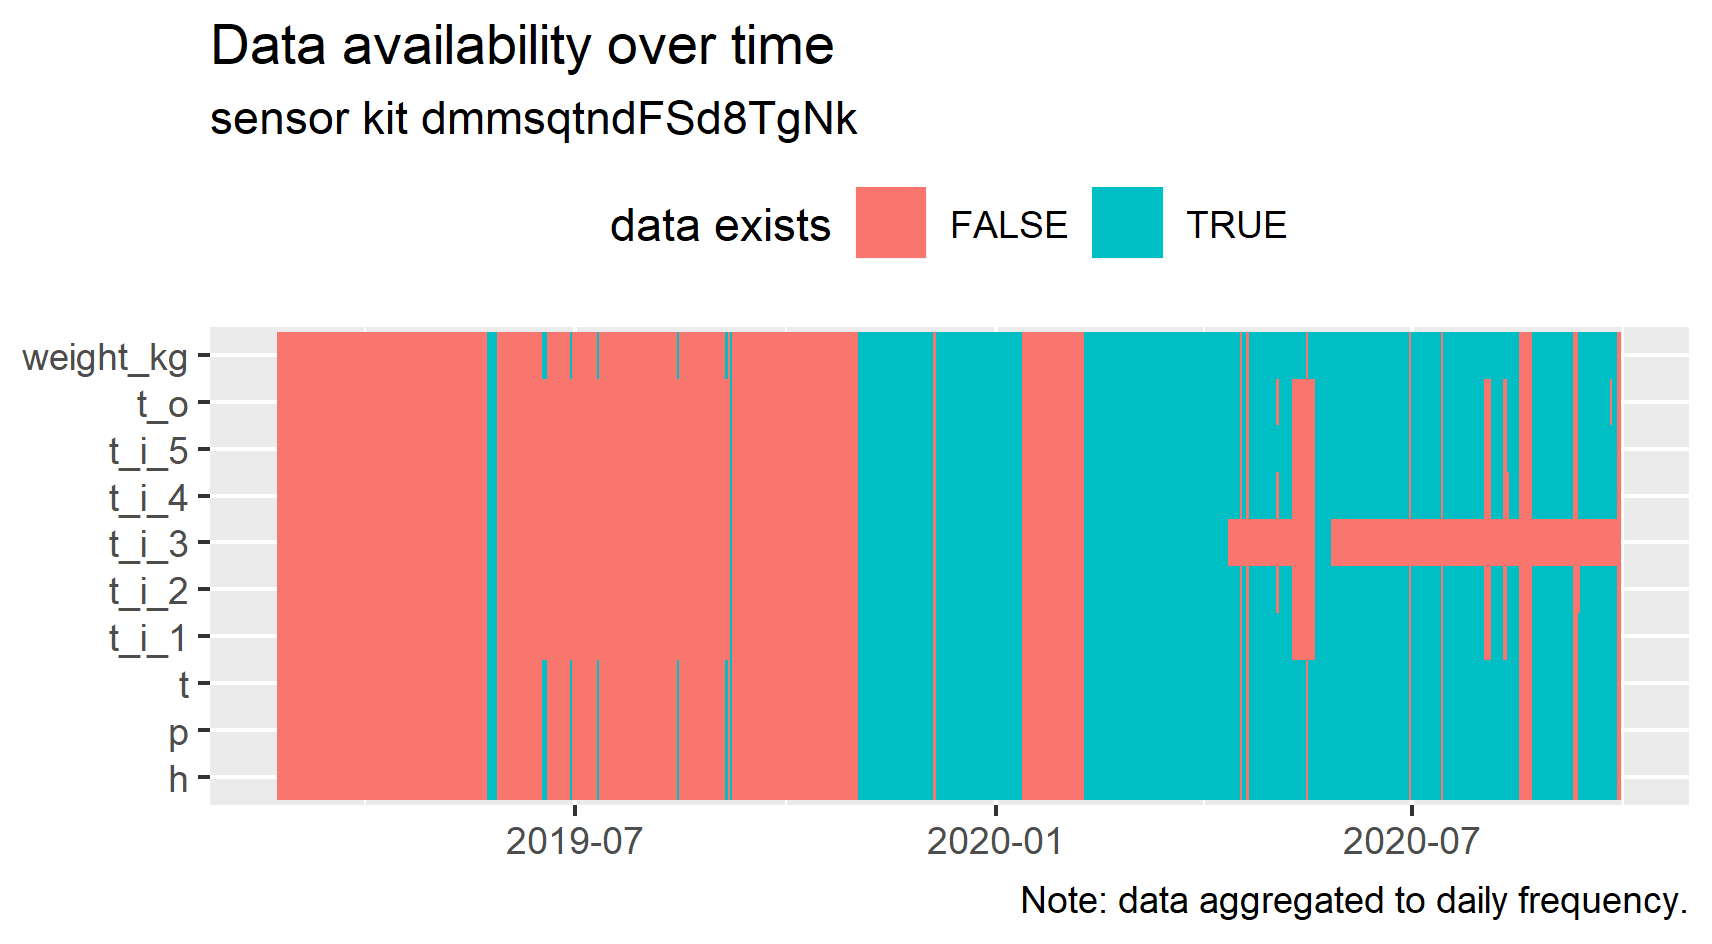 Data availability over time
sensor kit dmmsqtndFSd8TgNk
data exists FALSE TRUE
weight_kg
t_o
t_i_5
t_i_4
t_i_3
t_i_2
t_i_1
t
p
h
2019-07 2020-01 2020-07
Note: data aggregated to daily frequency.